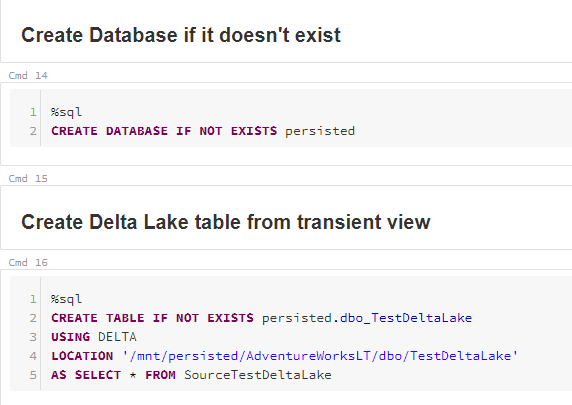 Create Database if it doesn't exist
Cmd 14
1 %sql
2 CREATE DATABASE IF NOT EXISTS persisted
Cmd 15
Create Delta Lake table from transient view
Cmd 16
1 %sql
2 CREATE TABLE IF NOT EXISTS persisted.dbo_TestDeltaLake
3 USING DELTA
4 LOCATION '/mnt/persisted/AdventureWorksLT/dbo/TestDeltaLake'
5 AS SELECT * FROM SourceTestDeltaLake